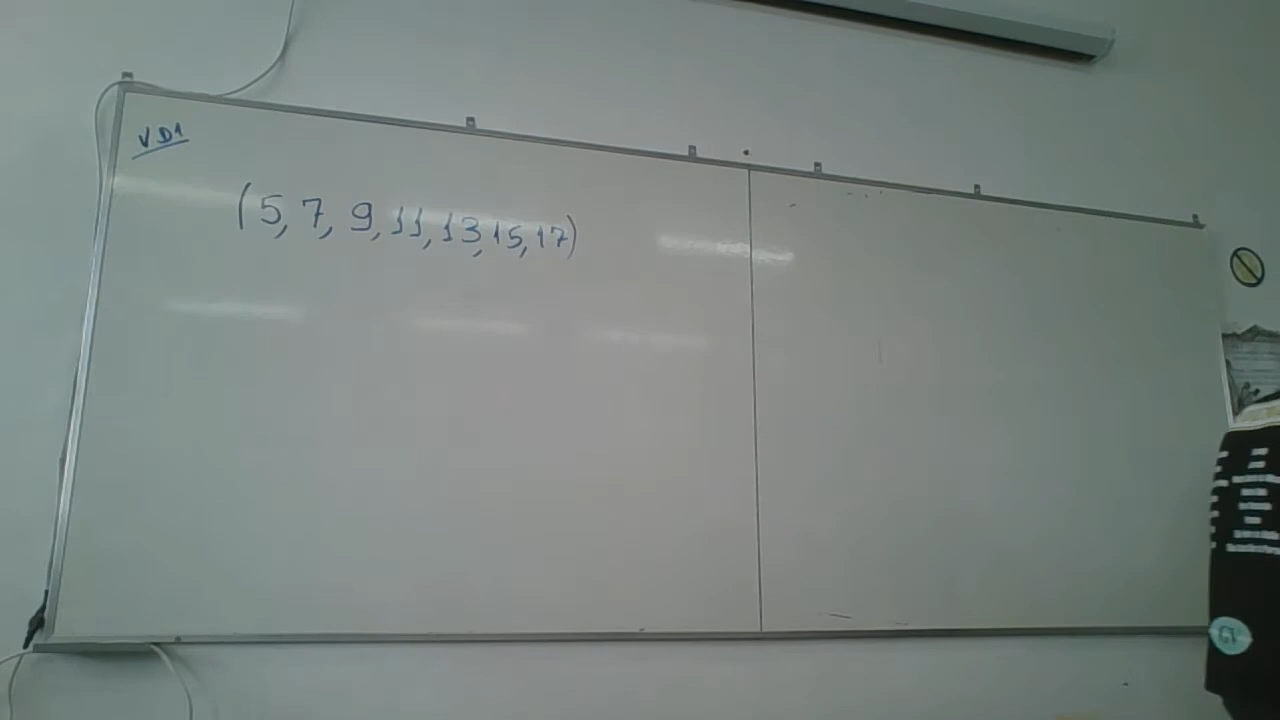 VD1
(5, 7, 9, 11, 13, 15, 17)